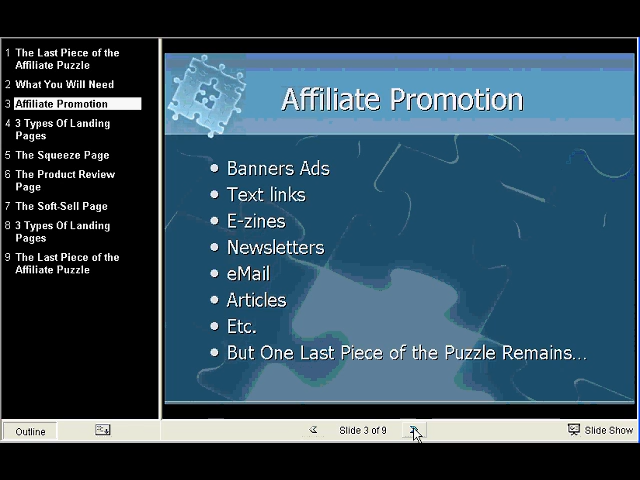 1 The Last Piece of the
Affiliate Puzzle
2 What You Will Need
3 Affiliate Promotion
4 3 Types Of Landing
Pages
5 The Squeeze Page
6 The Product Review
Page
7 The Soft-Sell Page
8 3 Types Of Landing
Pages
9 The Last Piece of the
Affiliate Puzzle
Affiliate Promotion
• Banners Ads
• Text links
• E-zines
• Newsletters
• eMail
• Articles
• Etc.
• But One Last Piece of the Puzzle Remains...
Outline
Slide 3 of 9
Slide Show